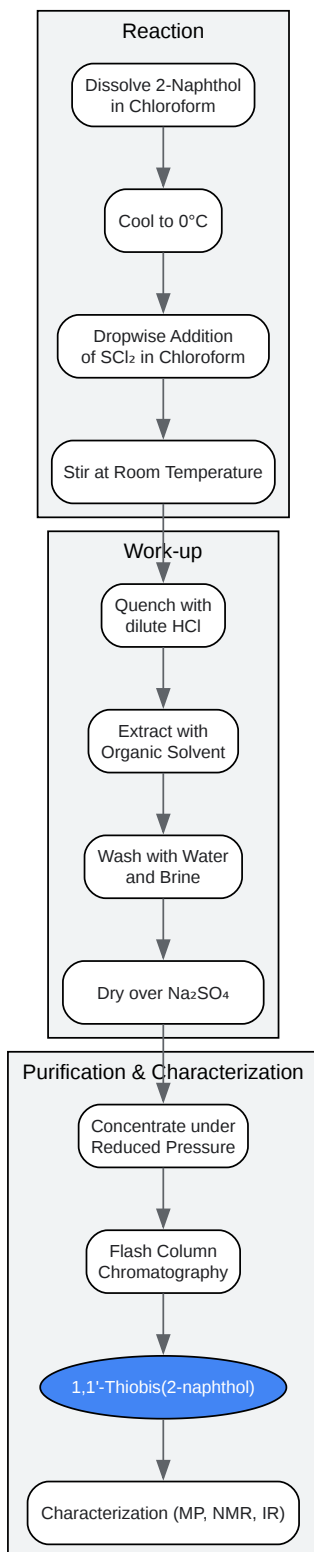 Reaction
Dissolve 2-Naphthol
in Chloroform
Cool to 0°C
Dropwise Addition
of SCl₂ in Chloroform
Stir at Room Temperature
Work-up
Quench with
dilute HCl
Extract with
Organic Solvent
Wash with Water
and Brine
Dry over Na₂SO₄
Purification & Characterization
Concentrate under
Reduced Pressure
Flash Column
Chromatography
1,1'-Thiobis(2-naphthol)
Characterization (MP, NMR, IR)